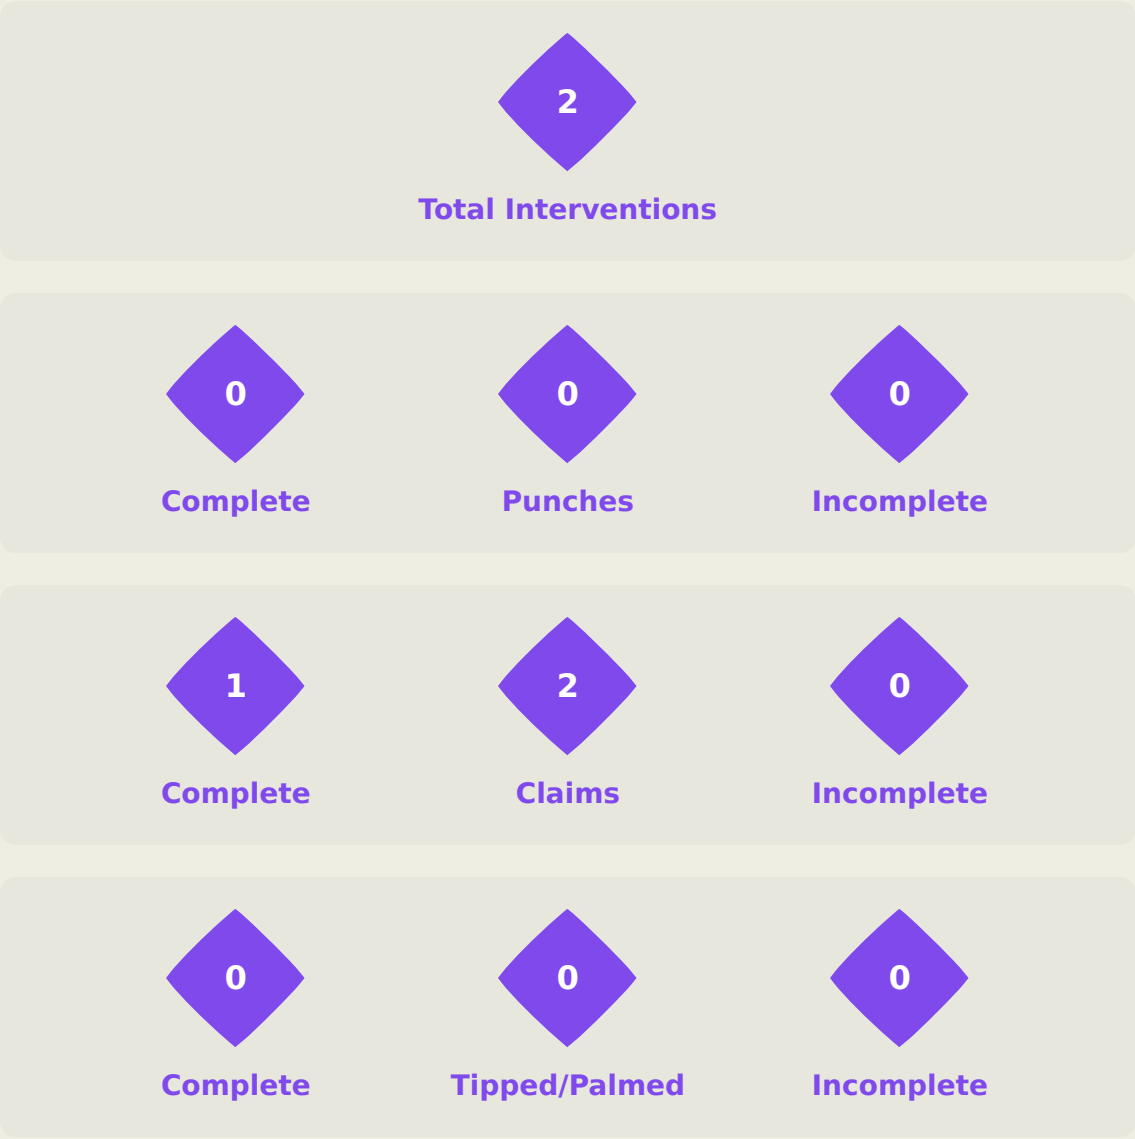 2
Total Interventions
0 0 0
Complete Punches Incomplete
1 2 0
Complete Claims Incomplete
0 0 0
Complete Tipped/Palmed Incomplete